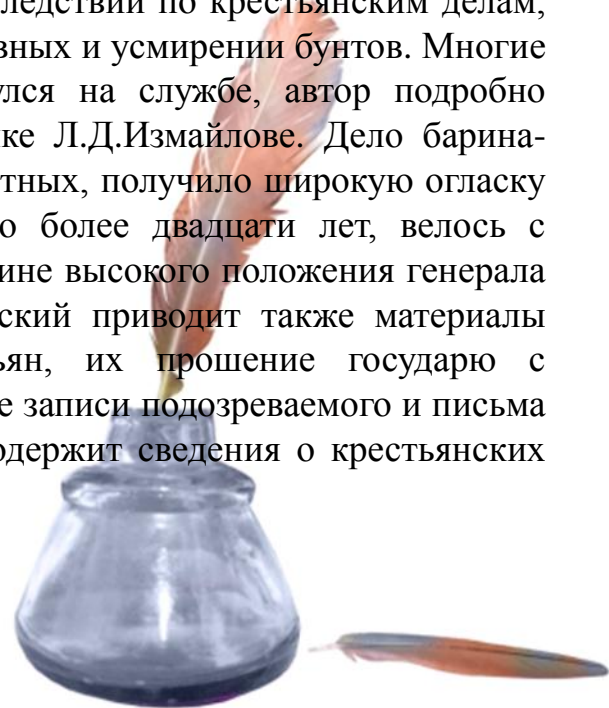 следствии по крестьянским делам,
вных и усмирении бунтов. Многие
улся на службе, автор подробно
ке Л.Д.Измайлове. Дело барина-
тных, получило широкую огласку
о более двадцати лет, велось с
ине высокого положения генерала
ский приводит также материалы
ьян, их прошение государю с
е записи подозреваемого и письма
одержит сведения о крестьянских